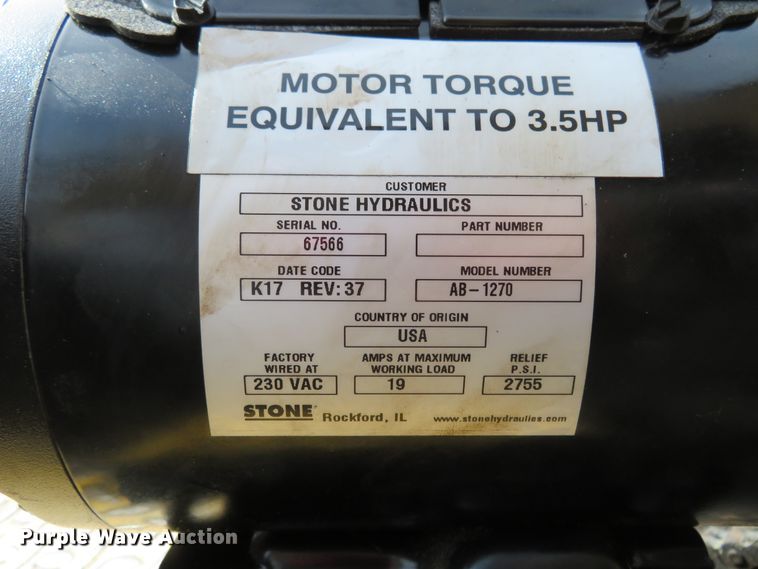 MOTOR TORQUE
EQUIVALENT TO 3.5HP
CUSTOMER
STONE HYDRAULICS
SERIAL NO. PART NUMBER
67566
DATE CODE MODEL NUMBER
K17 REV:37 AB-1270
COUNTRY OF ORIGIN
USA
FACTORY AMPS AT MAXIMUM RELIEF
WIRED AT WORKING LOAD P.S.I.
230 VAC 19 2755
STONE Rockford, IL www.stonehydraulics.com
Purple Wave Auction